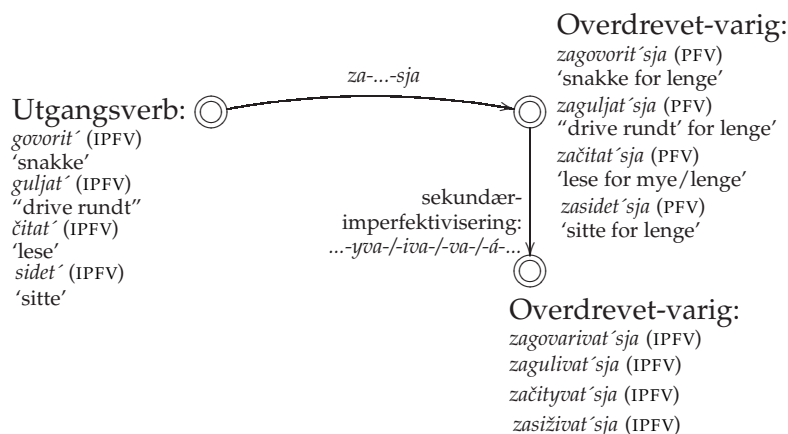 Utgangsverb:
govorit´ (IPFV)
‘snakke’
guljat´ (IPFV)
“drive rundt”
čitat´ (IPFV)
‘lese’
sidet´ (IPFV)
‘sitte’
za-...-sja
Overdrevet-varig:
zagovorit´sja (PFV)
‘snakke for lenge’
zaguljat´sja (PFV)
“drive rundt’ for lenge’
začitat´sja (PFV)
‘lese for mye/lenge’
zasidet´sja (PFV)
‘sitte for lenge’
sekundær-
imperfektivisering:
...-yva-/-iva-/-va-/-á-...
Overdrevet-varig:
zagovarivat´sja (IPFV)
zagulivat´sja (IPFV)
začityvat´sja (IPFV)
zasiživat´sja (IPFV)